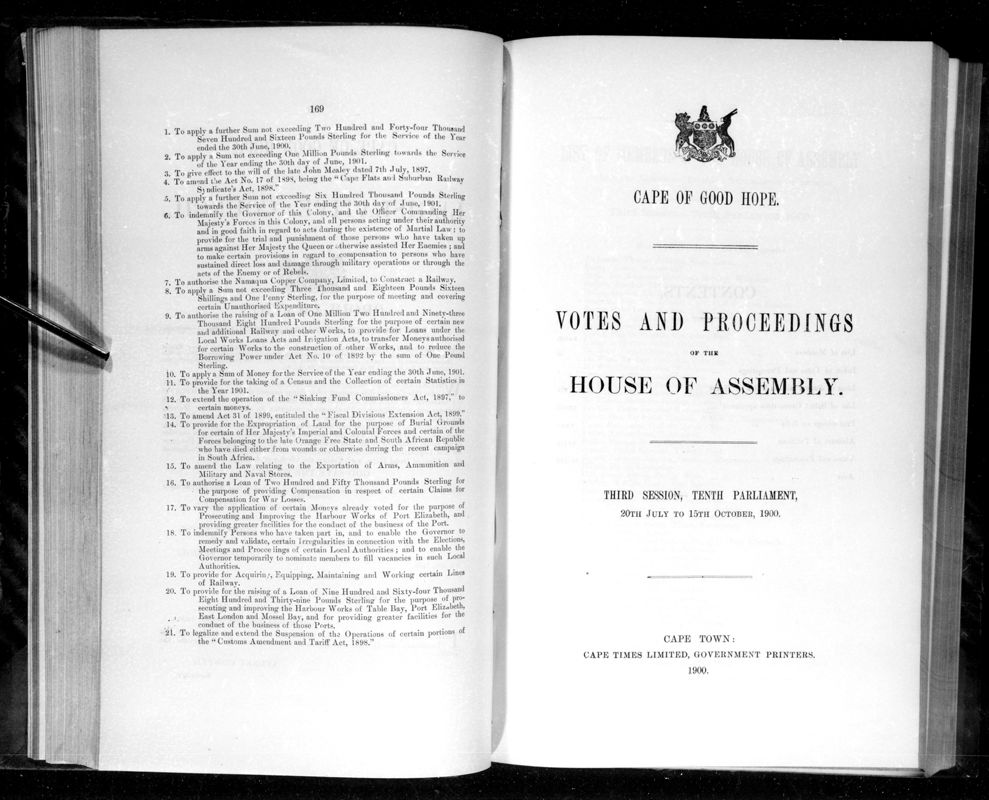 169
1. To apply a further Sum not exceeding Two Hundred and Forty-four Thousand
Seven Hundred and Sixteen Pounds Sterling for the Service of the Year
ended the 30th June, 1900.
2. To apply a Sum not exceeding One Million Pounds Sterling towards the Service
of the Year ending the 30th day of June, 1901.
3. To give effect to the will of the late John Mealey dated 7th July, 1897.
4. To amend the Act No. 17 of 1898, being the "Cape Flats and Suburban Railway
Syndicate's Act, 1898."
5. To apply a further Sum not exceeding Six Hundred Thousand Pounds Sterling
towards the Service of the Year ending the 30th day of June, 1901.
6. To indemnify the Governor of this Colony, and the Officer Commanding Her
Majesty's Forces in this Colony, and all persons acting under their authority
and in good faith in regard to acts during the existence of Martial Law; to
provide for the trial and punishment of those persons who have taken up
arms against Her Majesty the Queen or otherwise assisted Her Enemies; and
to make certain provisions in regard to compensation to persons who have
sustained direct loss and damage through military operations or through the
acts of the Enemy or of Rebels.
7. To authorise the Namaqua Copper Company, Limited, to Construct a Railway.
8. To apply a Sum not exceeding Three Thousand and Eighteen Pounds Sixteen
Shillings and One Penny Sterling, for the purpose of meeting and covering
certain Unauthorised Expenditure.
9. To authorise the raising of a Loan of One Million Two Hundred and Ninety-three
Thousand Eight Hundred Pounds Sterling for the purpose of certain new
and additional Railway and other Works, to provide for Loans under the
Local Works Loans Acts and Irrigation Acts, to transfer Moneys authorised
for certain Works to the construction of other Works, and to reduce the
Borrowing Power under Act No. 10 of 1892 by the sum of One Pound
Sterling.
10. To apply a Sum of Money for the Service of the Year ending the 30th June, 1901.
11. To provide for the taking of a Census and the Collection of certain Statistics in
the Year 1901.
12. To extend the operation of the "Sinking Fund Commissioners Act, 1897," to
certain moneys.
13. To amend Act 31 of 1899, entituled the "Fiscal Divisions Extension Act, 1899."
14. To provide for the Expropriation of Land for the purpose of Burial Grounds
for certain of Her Majesty's Imperial and Colonial Forces and certain of the
Forces belonging to the late Orange Free State and South African Republic
who have died either from wounds or otherwise during the recent campaign
in South Africa.
15. To amend the Law relating to the Exportation of Arms, Ammunition and
Military and Naval Stores.
16. To authorise a Loan of Two Hundred and Fifty Thousand Pounds Sterling for
the purpose of providing Compensation in respect of certain Claims for
Compensation for War Losses.
17. To vary the application of certain Moneys already voted for the purpose of
Prosecuting and Improving the Harbour Works of Port Elizabeth, and
providing greater facilities for the conduct of the business of the Port.
18. To indemnify Persons who have taken part in, and to enable the Governor to
remedy and validate, certain Irregularities in connection with the Elections,
Meetings and Proceedings of certain Local Authorities; and to enable the
Governor temporarily to nominate members to fill vacancies in such Local
Authorities.
19. To provide for Acquiring, Equipping, Maintaining and Working certain Lines
of Railway.
20. To provide for the raising of a Loan of Nine Hundred and Sixty-four Thousand
Eight Hundred and Thirty-nine Pounds Sterling for the purpose of pro-
secuting and improving the Harbour Works of Table Bay, Port Elizabeth,
East London and Mossel Bay, and for providing greater facilities for the
conduct of the business of those Ports.
21. To legalize and extend the Suspension of the Operations of certain portions of
the "Customs Amendment and Tariff Act, 1898."
CAPE OF GOOD HOPE.
VOTES AND PROCEEDINGS
OF THE
HOUSE OF ASSEMBLY.
THIRD SESSION, TENTH PARLIAMENT,
20TH JULY TO 15TH OCTOBER, 1900.
CAPE TOWN:
CAPE TIMES LIMITED, GOVERNMENT PRINTERS.
1900.